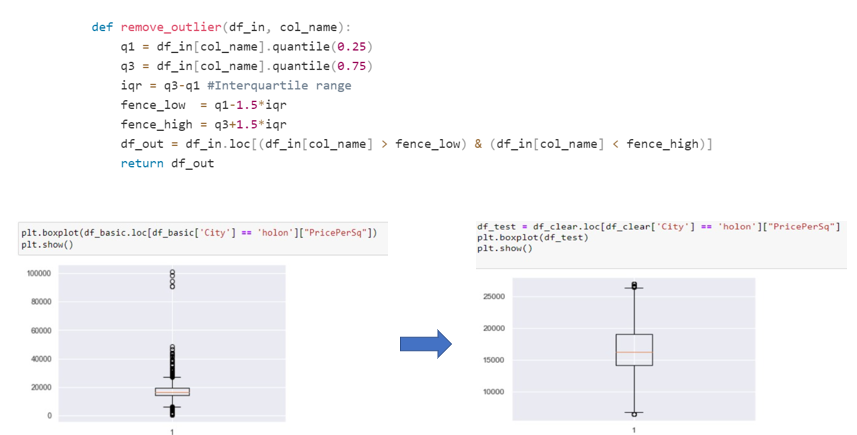 def remove_outlier(df_in, col_name):
    q1 = df_in[col_name].quantile(0.25)
    q3 = df_in[col_name].quantile(0.75)
    iqr = q3-q1 #Interquartile range
    fence_low  = q1-1.5*iqr
    fence_high = q3+1.5*iqr
    df_out = df_in.loc[(df_in[col_name] > fence_low) & (df_in[col_name] < fence_high)]
    return df_out
plt.boxplot(df_basic.loc[df_basic['City'] == 'holon']["PricePerSq"])
plt.show()
100000
80000
60000
40000
20000
0
1
df_test = df_clear.loc[df_clear['City'] == 'holon']["PricePerSq"]
plt.boxplot(df_test)
plt.show()
25000
20000
15000
10000
1